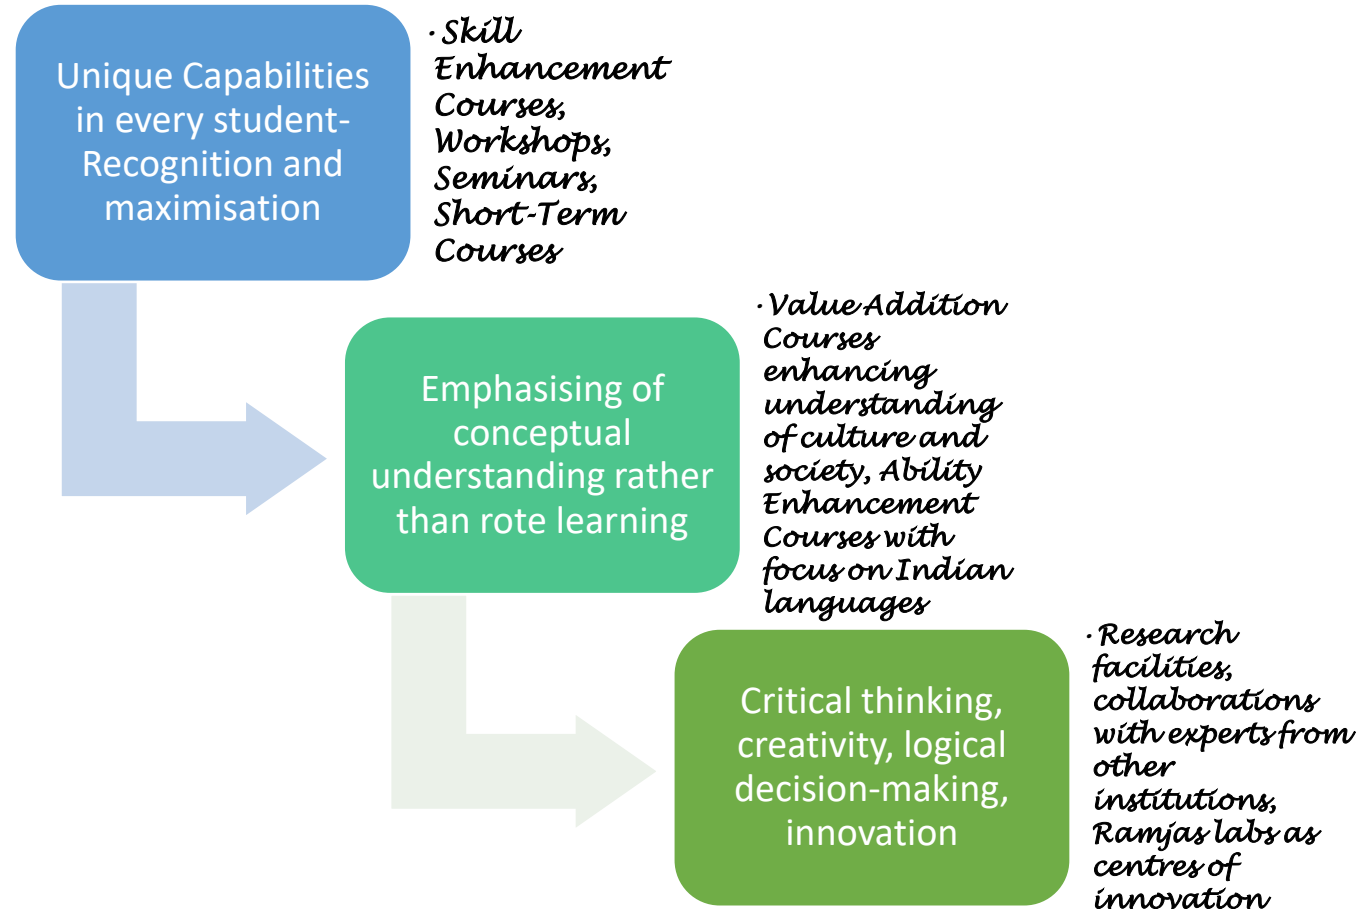 Unique Capabilities
in every student-
Recognition and
maximisation
· Skill
Enhancement
Courses,
Workshops,
Seminars,
Short-Term
Courses
Emphasising of
conceptual
understanding rather
than rote learning
· Value Addition
Courses
enhancing
understanding
of culture and
society, Ability
Enhancement
Courses with
focus on Indian
languages
Critical thinking,
creativity, logical
decision-making,
innovation
· Research
facilities,
collaborations
with experts from
other
institutions,
Ramjas labs as
centres of
innovation